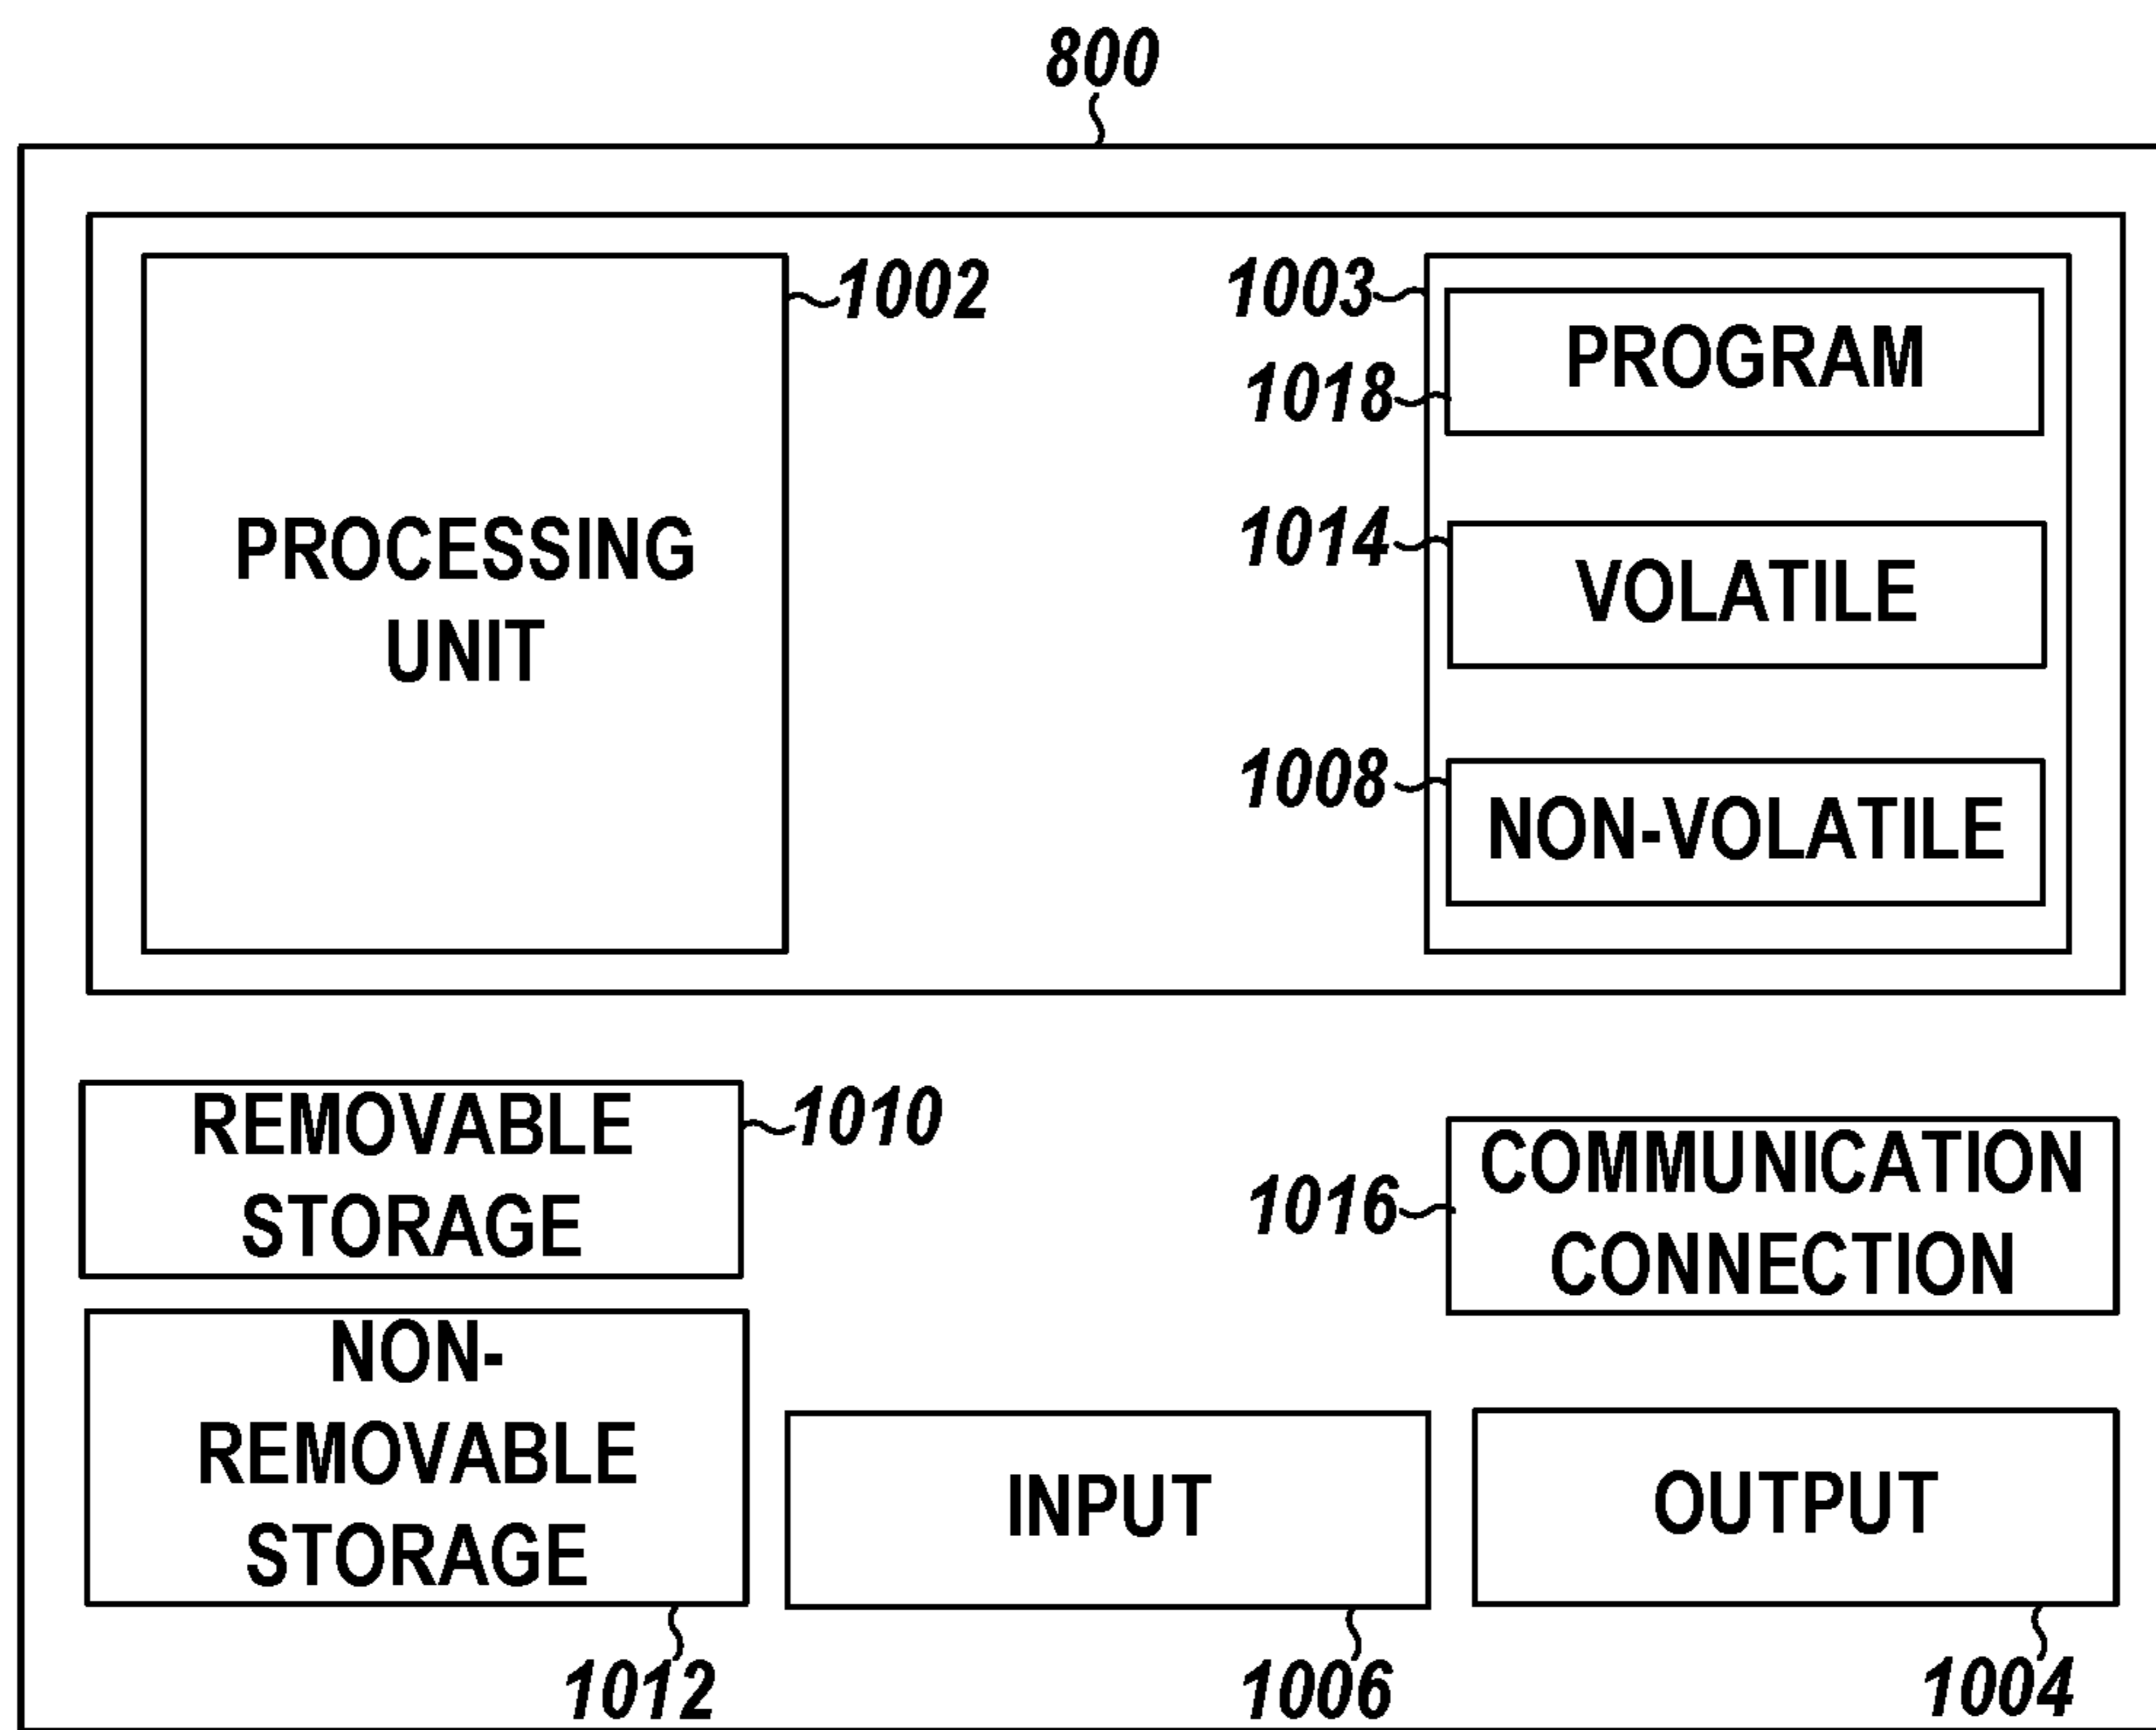 800
1002
1003
PROGRAM
1018
PROCESSING
UNIT
1014
VOLATILE
1008
NON-VOLATILE
REMOVABLE
STORAGE
1010
COMMUNICATION
CONNECTION
1016
NON-
REMOVABLE
STORAGE
INPUT
OUTPUT
1012
1006
1004